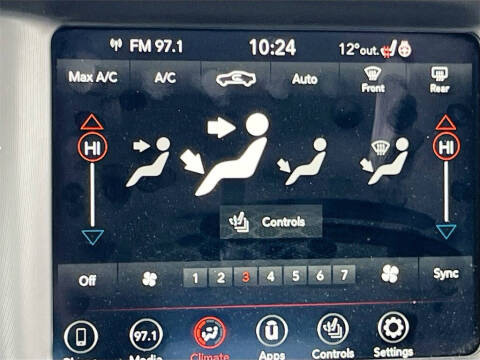 FM 97.1 10:24 12°out.
Max A/C A/C Auto Front Rear
HI HI
Controls
Off 1 2 3 4 5 6 7 Sync
97.1
Climate Apps Controls Settings